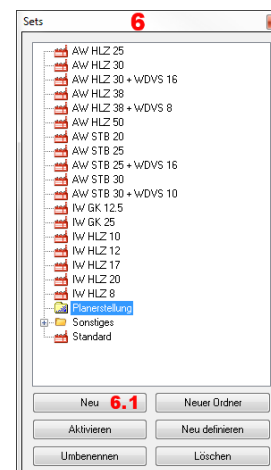 Sets 6
AW HLZ 25
AW HLZ 30
AW HLZ 30 + WDVS 16
AW HLZ 38
AW HLZ 38 + WDVS 8
AW HLZ 50
AW STB 20
AW STB 25
AW STB 25 + WDVS 16
AW STB 30
AW STB 30 + WDVS 10
IW GK 12.5
IW GK 25
IW HLZ 10
IW HLZ 12
IW HLZ 17
IW HLZ 20
IW HLZ 8
Planerstellung
Sonstiges
Standard
Neu 6.1 Neuer Ordner
Aktivieren Neu definieren
Umbenennen Löschen